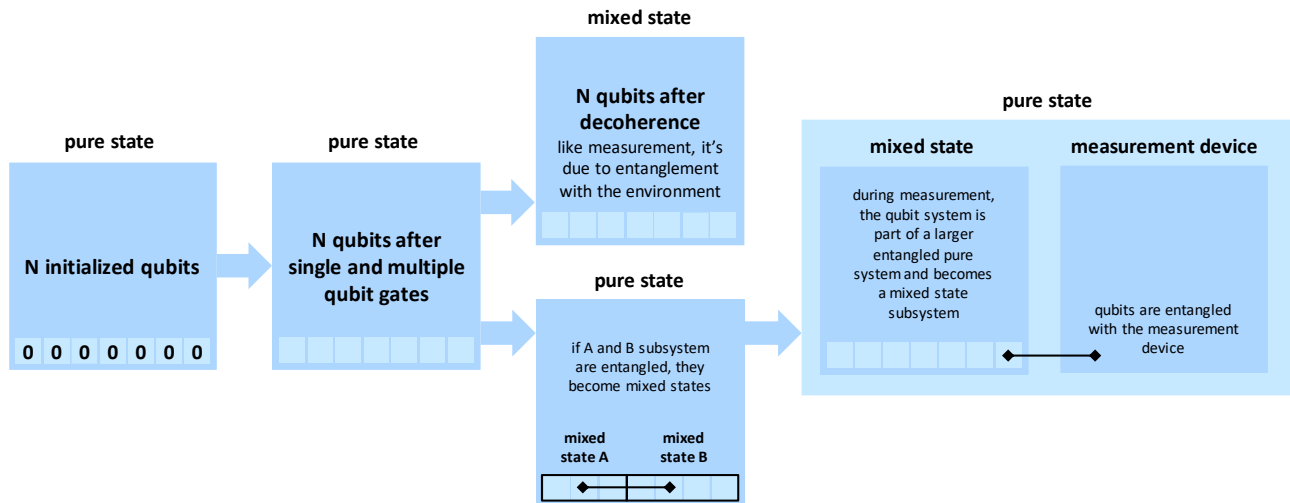 pure state
N initialized qubits
0 0 0 0 0 0 0
pure state
N qubits after
single and multiple
qubit gates
mixed state
N qubits after
decoherence
like measurement, it's
due to entanglement
with the environment
pure state
if A and B subsystem
are entangled, they
become mixed states
mixed
state A
mixed
state B
pure state
mixed state
during measurement,
the qubit system is
part of a larger
entangled pure
system and becomes
a mixed state
subsystem
measurement device
qubits are entangled
with the measurement
device